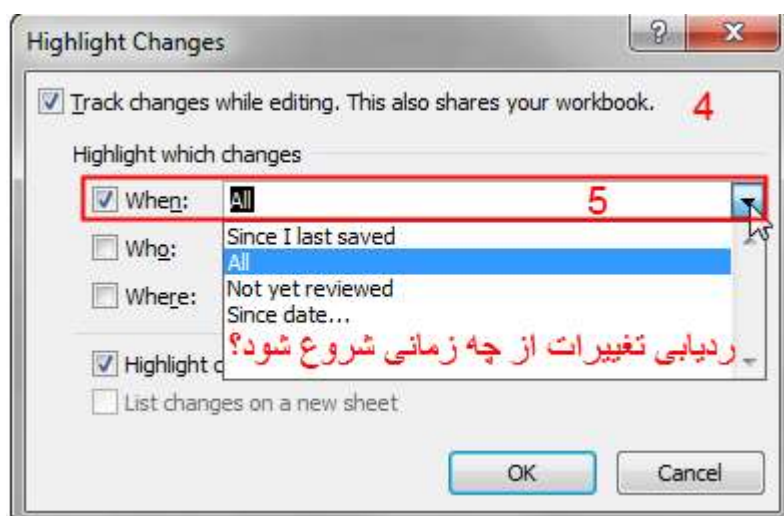 Highlight Changes
Track changes while editing. This also shares your workbook. 4
Highlight which changes
When: All 5
Since I last saved
Who:
All
Not yet reviewed
Where:
Since date...
ردیابی تغییرات از چه زمانی شروع شود؟
Highlight c
List changes on a new sheet
OK Cancel